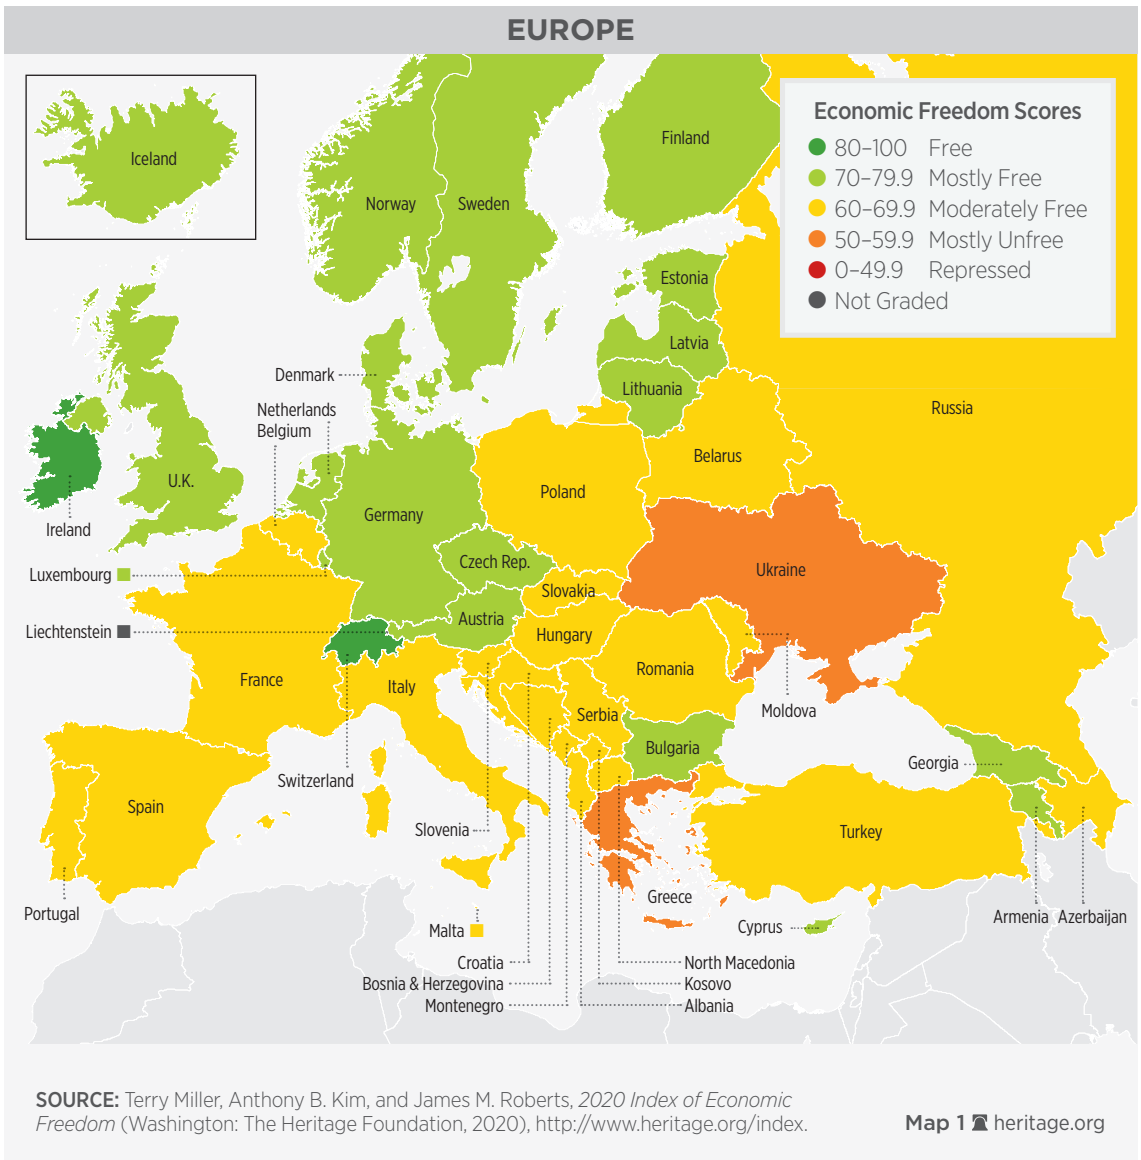 EUROPE
Economic Freedom Scores
80–100 Free
70–79.9 Mostly Free
60–69.9 Moderately Free
50–59.9 Mostly Unfree
0–49.9 Repressed
Not Graded
Iceland
Finland
Norway
Sweden
Estonia
Latvia
Denmark
Lithuania
Netherlands
Belgium
Russia
Belarus
U.K.
Poland
Germany
Ireland
Czech Rep.
Ukraine
Luxembourg
Slovakia
Austria
Liechtenstein
Hungary
Romania
France
Italy
Moldova
Serbia
Bulgaria
Georgia
Switzerland
Spain
Slovenia
Turkey
Greece
Portugal
Armenia
Azerbaijan
Cyprus
Malta
Croatia
North Macedonia
Bosnia & Herzegovina
Kosovo
Montenegro
Albania
SOURCE: Terry Miller, Anthony B. Kim, and James M. Roberts, 2020 Index of Economic
Freedom (Washington: The Heritage Foundation, 2020), http://www.heritage.org/index.
Map 1 heritage.org